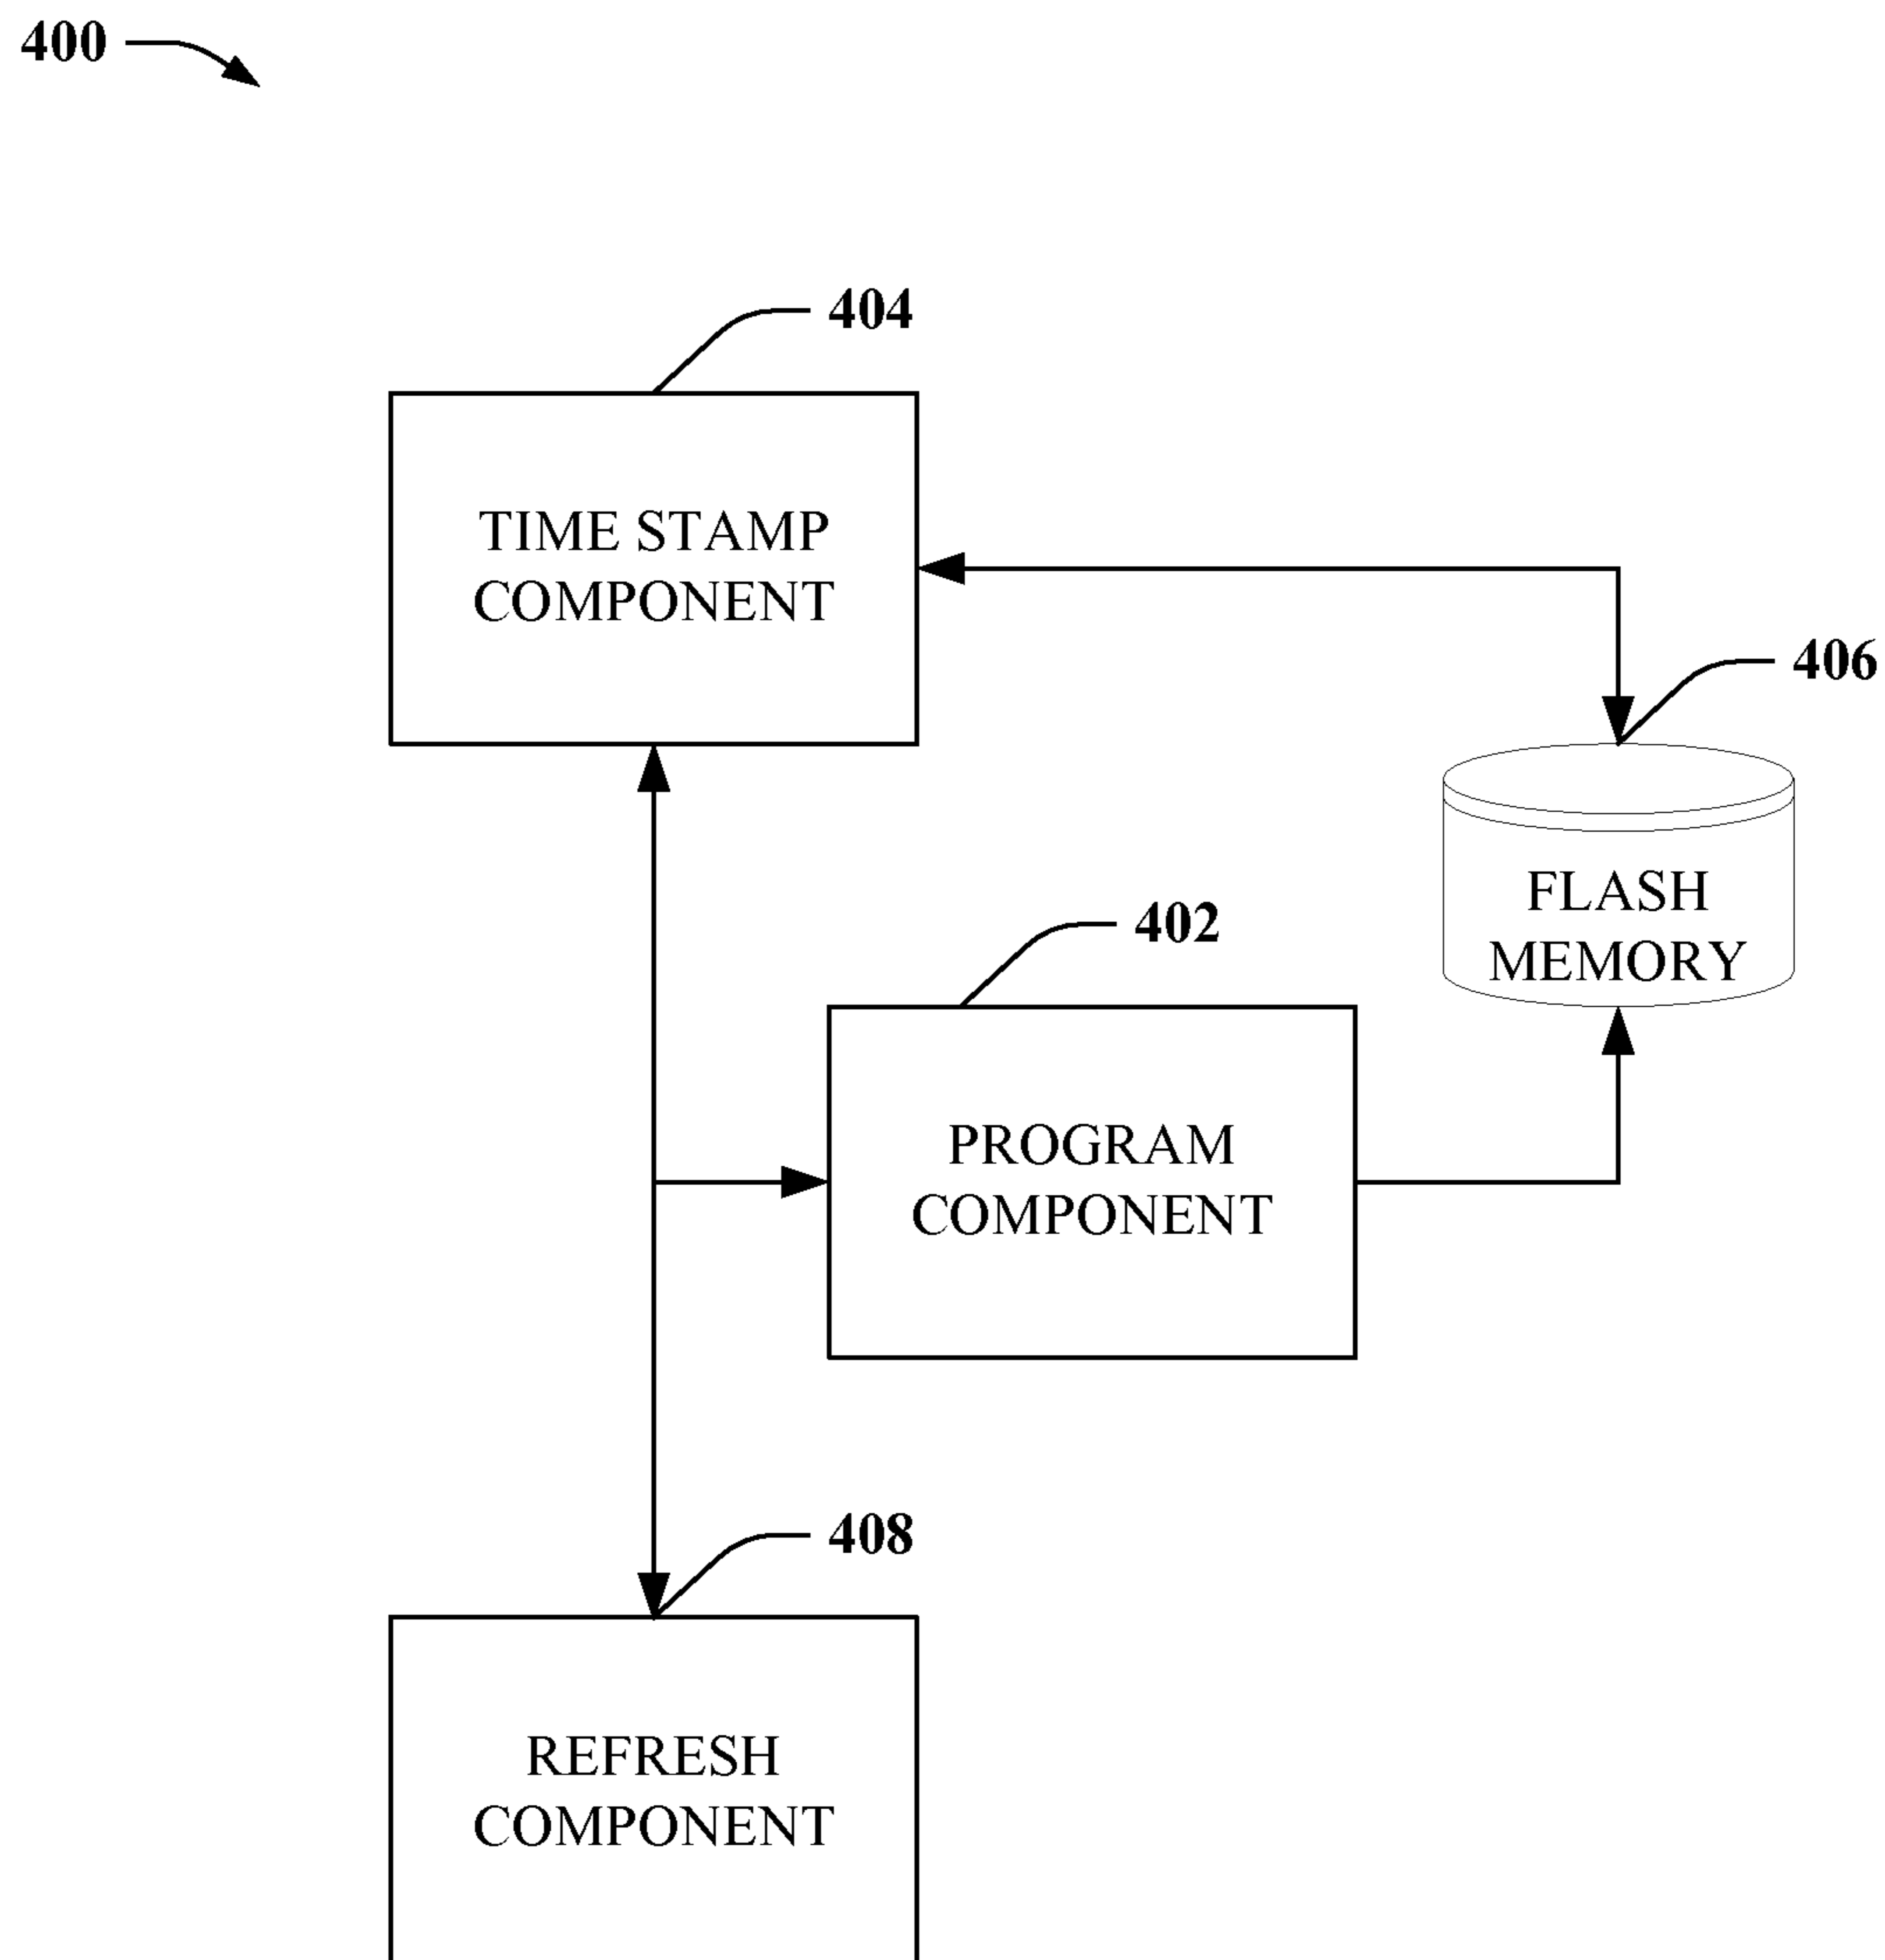 400
404
TIME STAMP
COMPONENT
406
FLASH
MEMORY
402
PROGRAM
COMPONENT
408
REFRESH
COMPONENT